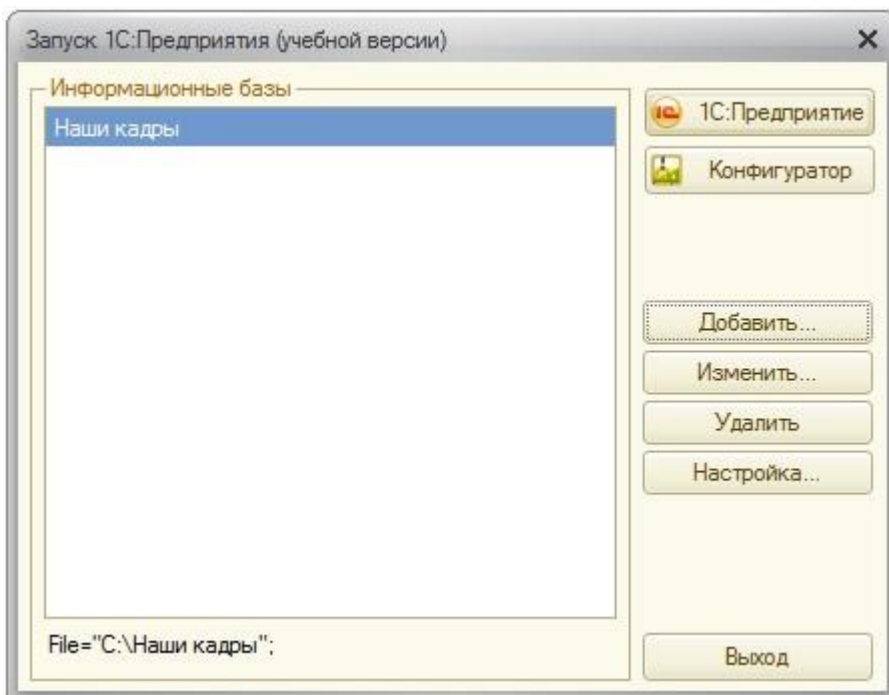 Запуск 1С:Предприятия (учебной версии)
Информационные базы
Наши кадры
1С:Предприятие
Конфигуратор
Добавить...
Изменить...
Удалить
Настройка...
File="C:\Наши кадры";
Выход